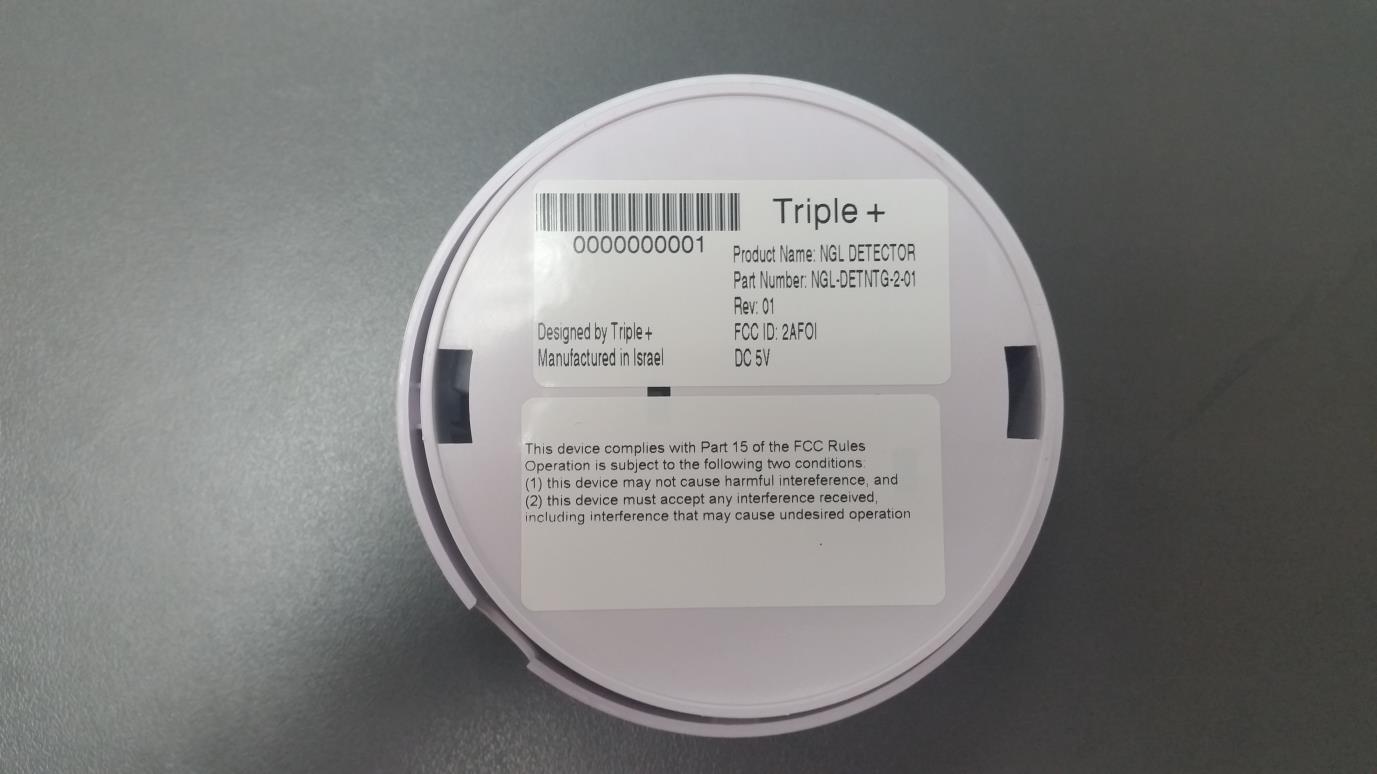 0000000001
Triple +
Product Name: NGL DETECTOR
Part Number: NGL-DETNTG-2-01
Rev: 01
FCC ID: 2AFOI
DC 5V
Designed by Triple+
Manufactured in Israel
This device complies with Part 15 of the FCC Rules
Operation is subject to the following two conditions:
(1) this device may not cause harmful intereference, and
(2) this device must accept any interference received,
including interference that may cause undesired operation